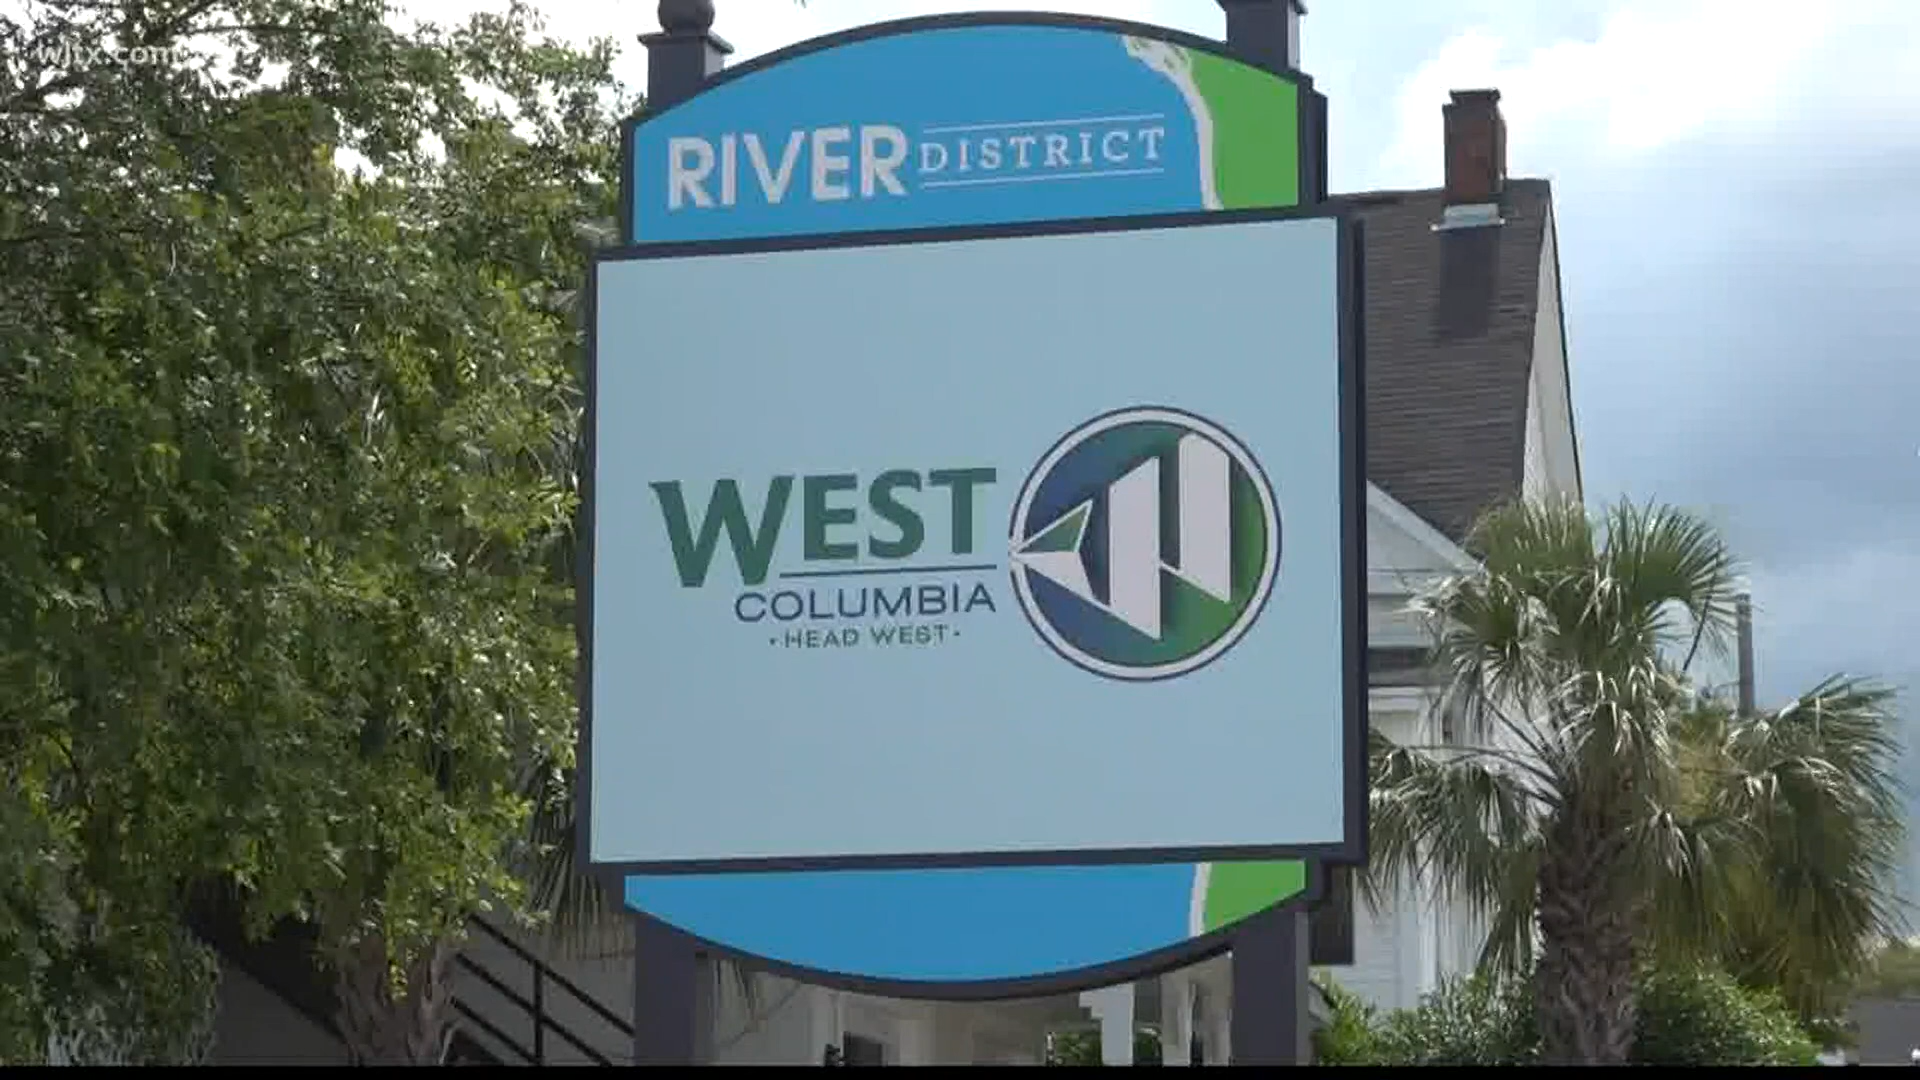 wltx.com
RIVER DISTRICT
WEST
COLUMBIA
• HEAD WEST •